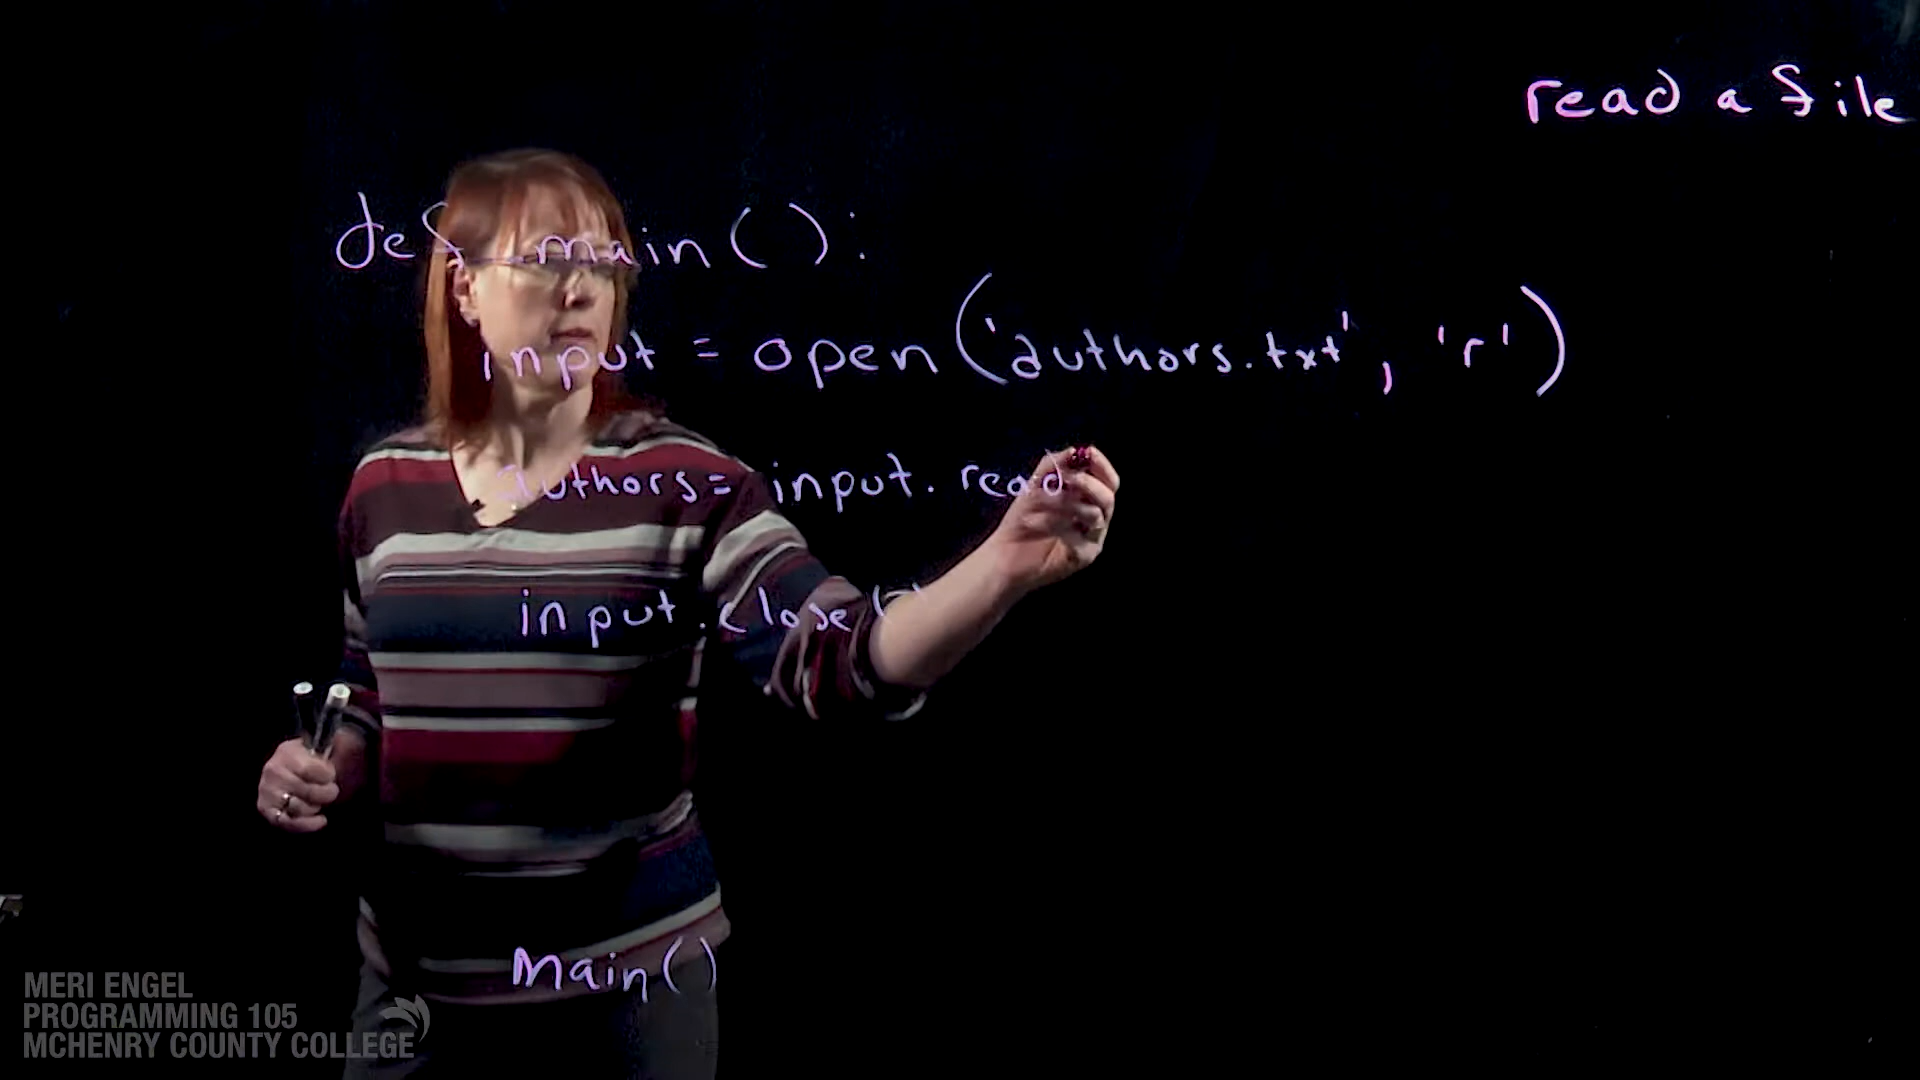 read a file
def main():
input = open('authors.txt', 'r')
authors= input.read
input.close()
main()
MERI ENGEL
PROGRAMMING 105
MCHENRY COUNTY COLLEGE